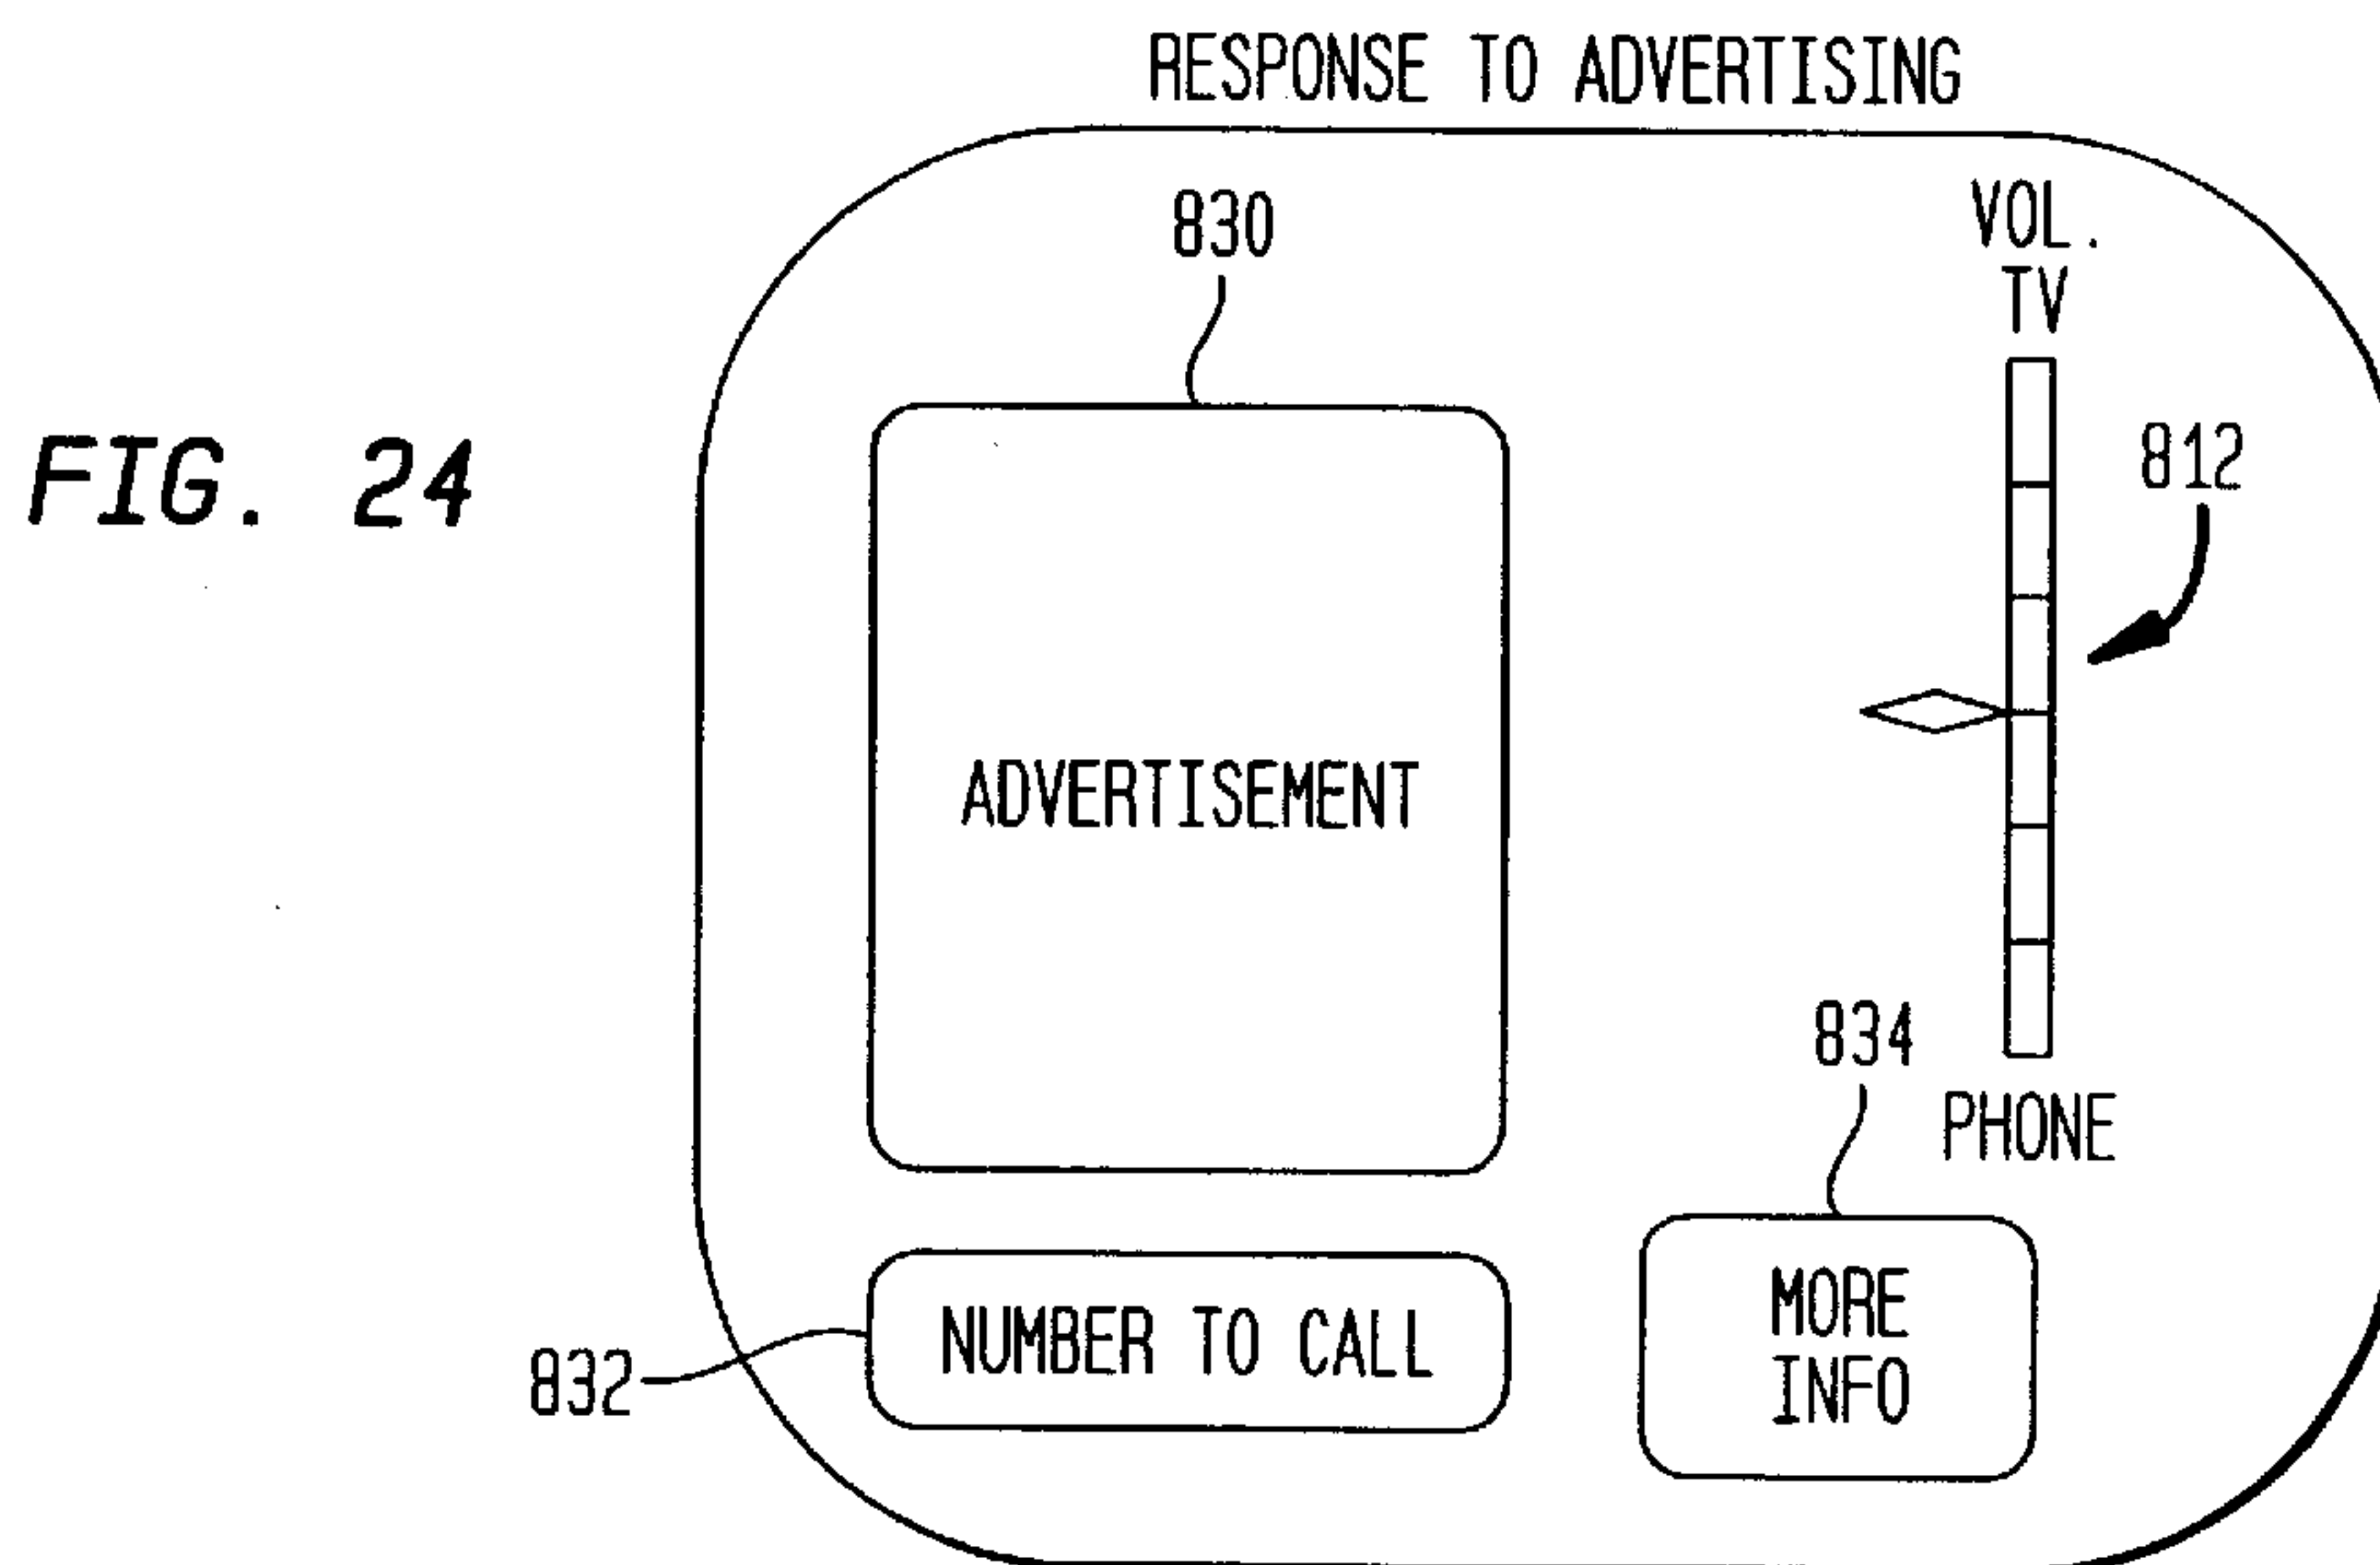 RESPONSE TO ADVERTISING
830
VOL.
TV
FIG. 24
812
ADVERTISEMENT
834
PHONE
NUMBER TO CALL
MORE
INFO
832